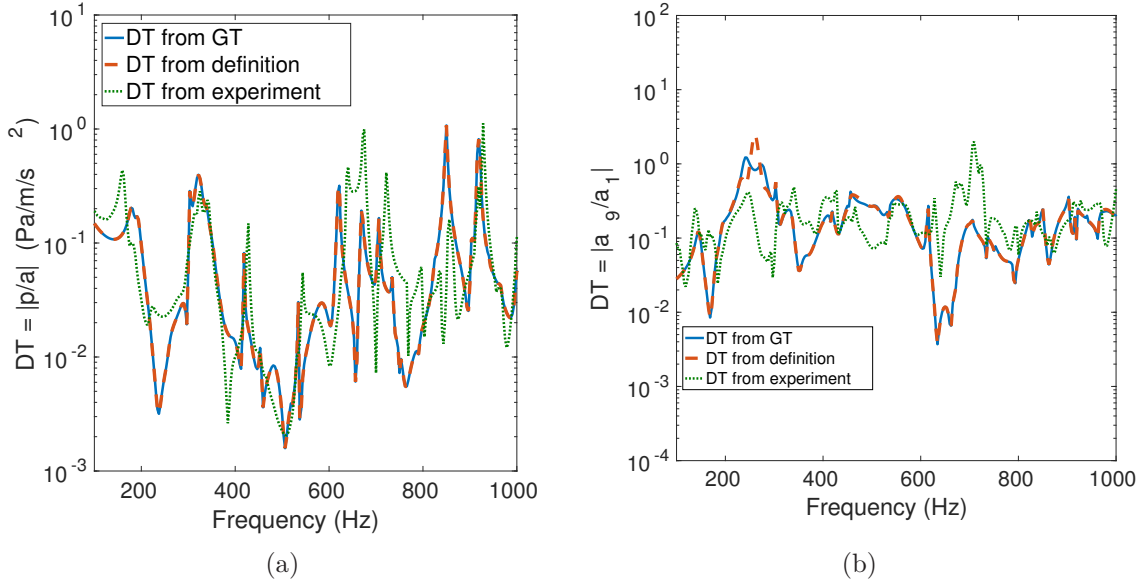 10^1
10^0
10^-1
10^-2
10^-3
200
400
600
800
1000
Frequency (Hz)
DT = |p/a| (Pa/m/s ^2)
DT from GT
DT from definition
DT from experiment
(a)
10^2
10^1
10^0
10^-1
10^-2
10^-3
10^-4
200
400
600
800
1000
Frequency (Hz)
DT = |a_9/a_1|
DT from GT
DT from definition
DT from experiment
(b)